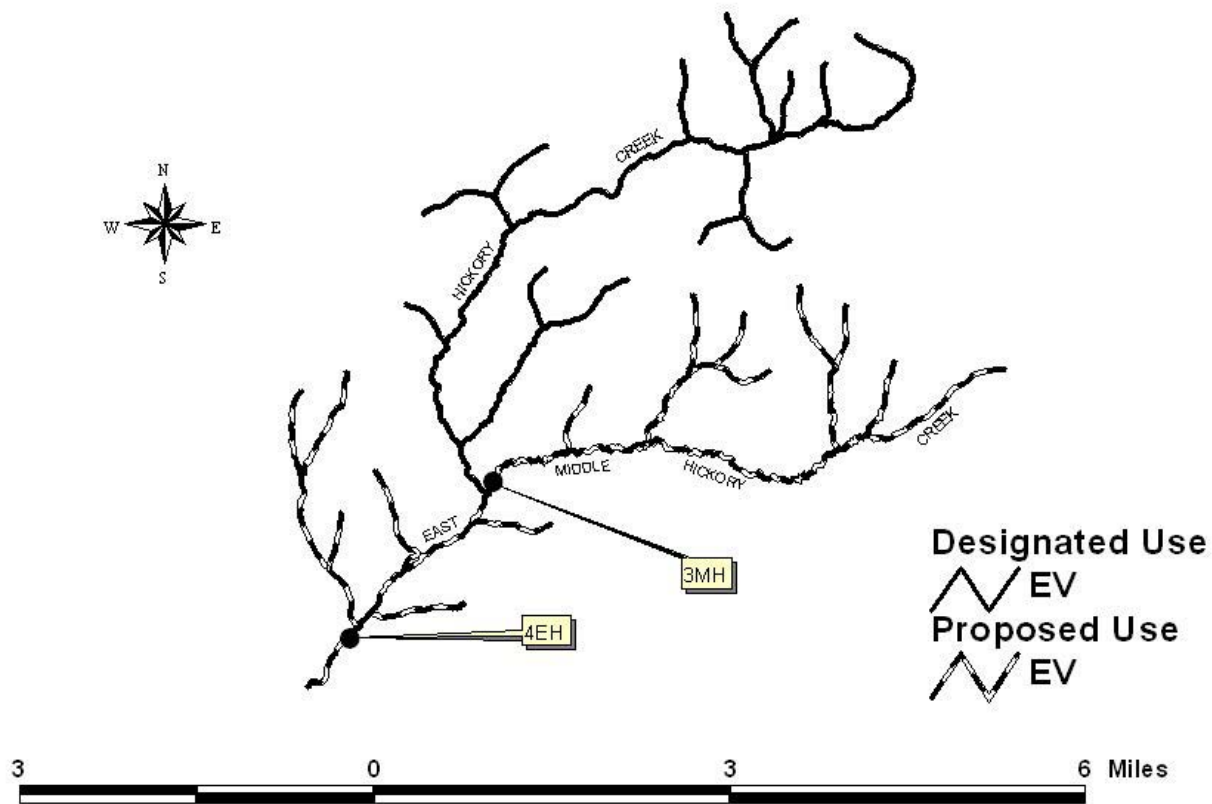 CREEK
N
W E
S
HICKORY
MIDDLE
HICKORY
CREEK
EAST
3MH
4EH
Designated Use
EV
Proposed Use
EV
3 0 3 6 Miles